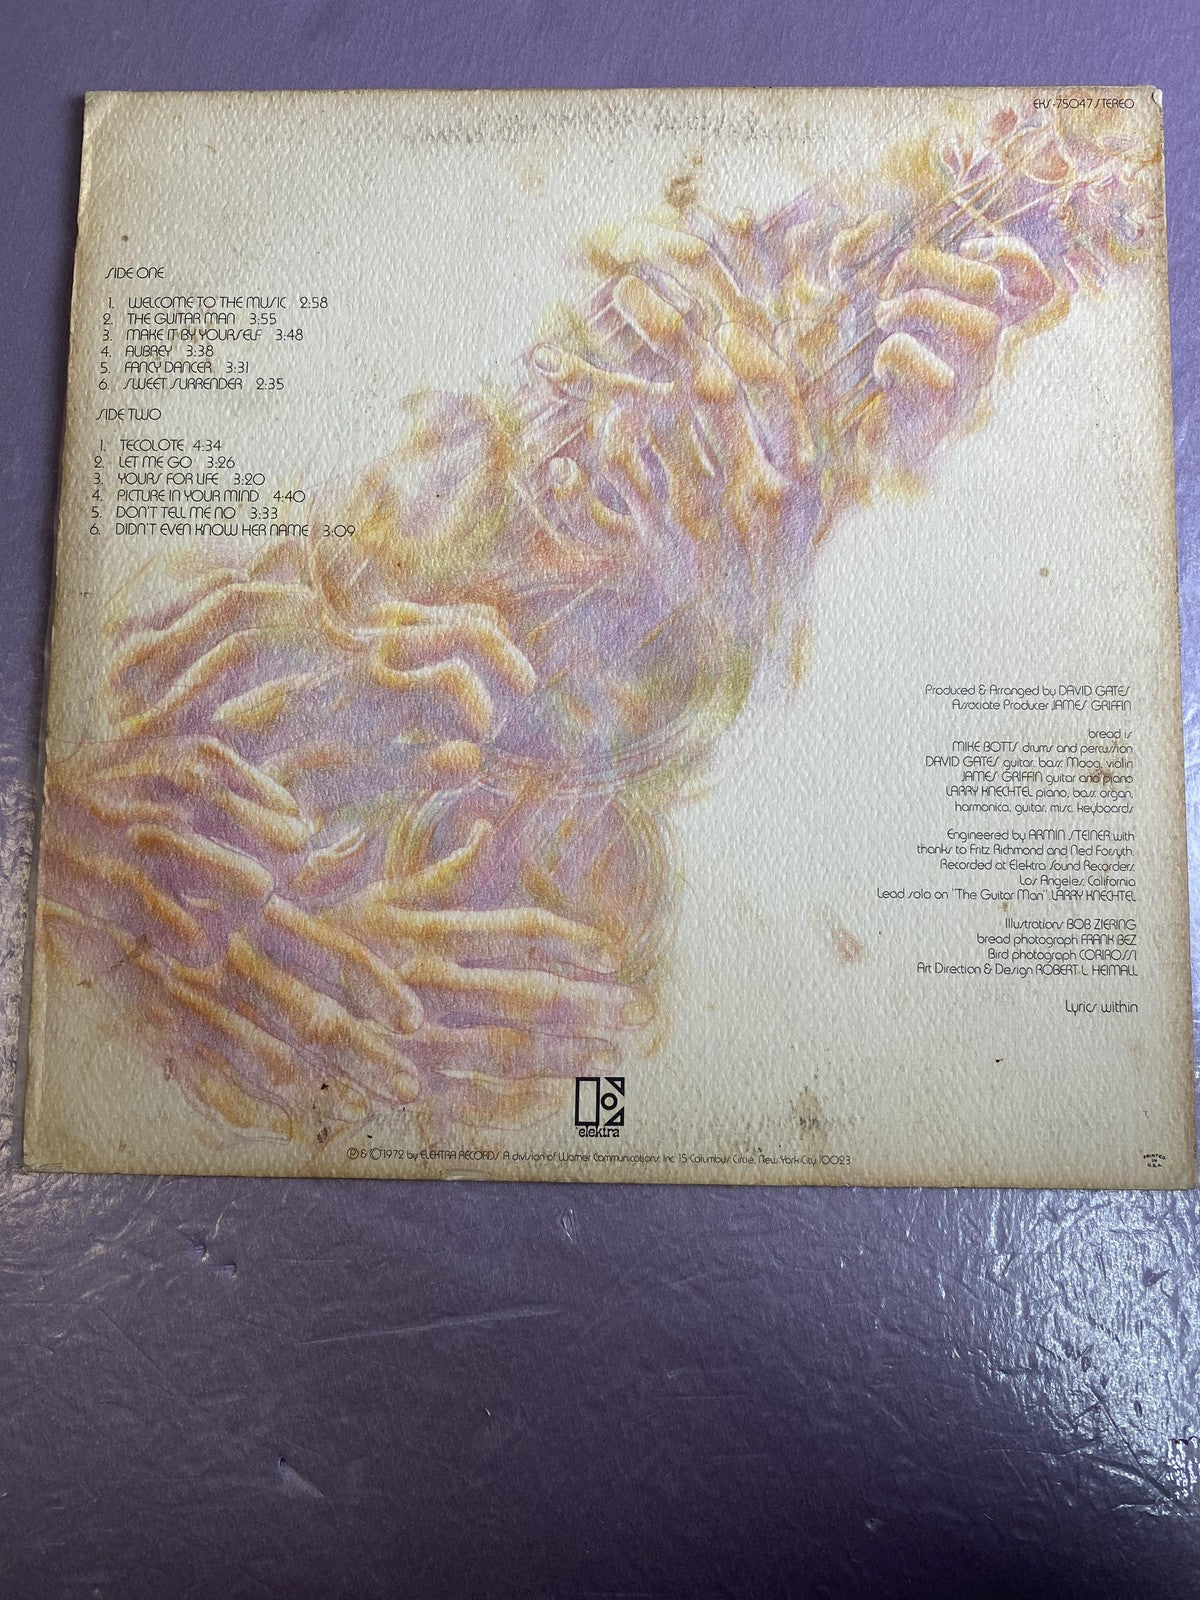 EKS-75047 STEREO
SIDE ONE
1. WELCOME TO THE MUSIC 2:58
2. THE GUITAR MAN 3:55
3. MAKE IT BY YOURSELF 3:48
4. AUBREY 3:38
5. FANCY DANCER 3:31
6. SWEET SURRENDER 2:35
SIDE TWO
1. TECOLOTE 4:34
2. LET ME GO 3:26
3. YOURS FOR LIFE 3:20
4. PICTURE IN YOUR MIND 4:40
5. DON'T TELL ME NO 3:33
6. DIDN'T EVEN KNOW HER NAME 3:09
Produced & Arranged by DAVID GATES
Associate Producer JAMES GRIFFIN
bread is
MIKE BOTTS drums and percussion
DAVID GATES guitar, bass, Moog, violin
JAMES GRIFFIN guitar and piano
LARRY KNECHTEL piano, bass, organ,
harmonica, guitar, misc. keyboards
Engineered by ARMIN STEINER with
thanks to Fritz Richmond and Ned Forsyth.
Recorded at Elektra Sound Recorders,
Los Angeles, California
Lead solo on "The Guitar Man" LARRY KNECHTEL
Illustrations BOB ZIERING
bread photograph FRANK BEZ
Bird photograph CORIROSSI
Art Direction & Design ROBERT L. HEIMALL
Lyrics within
elektra
℗ & © 1972 by ELEKTRA RECORDS. A division of Warner Communications Inc. 15 Columbus Circle, New York City 10023
PRINTED
IN
U.S.A.